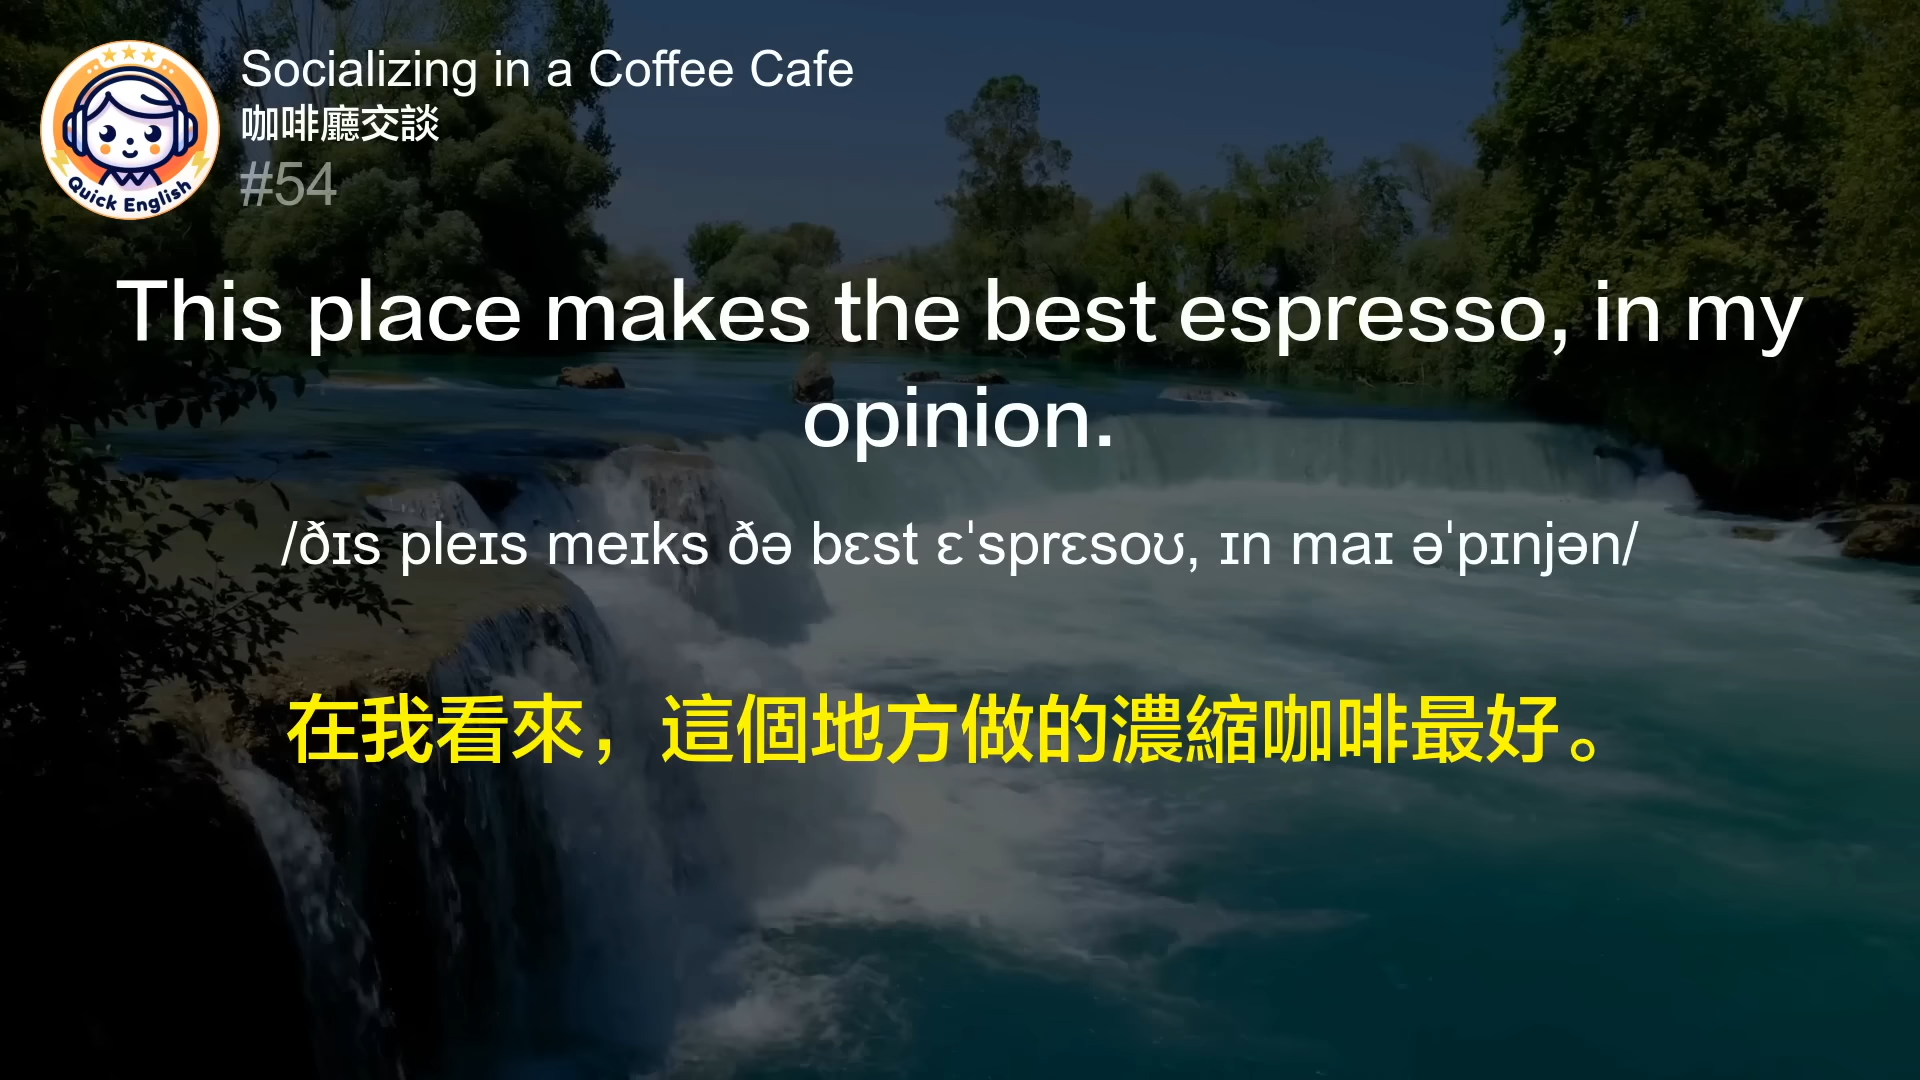 Socializing in a Coffee Cafe
咖啡廳交談
#54
Quick English
This place makes the best espresso, in my
opinion.
/ðɪs pleɪs meɪks ðə bɛst ɛˈsprɛsoʊ, ɪn maɪ əˈpɪnjən/
在我看來，這個地方做的濃縮咖啡最好。